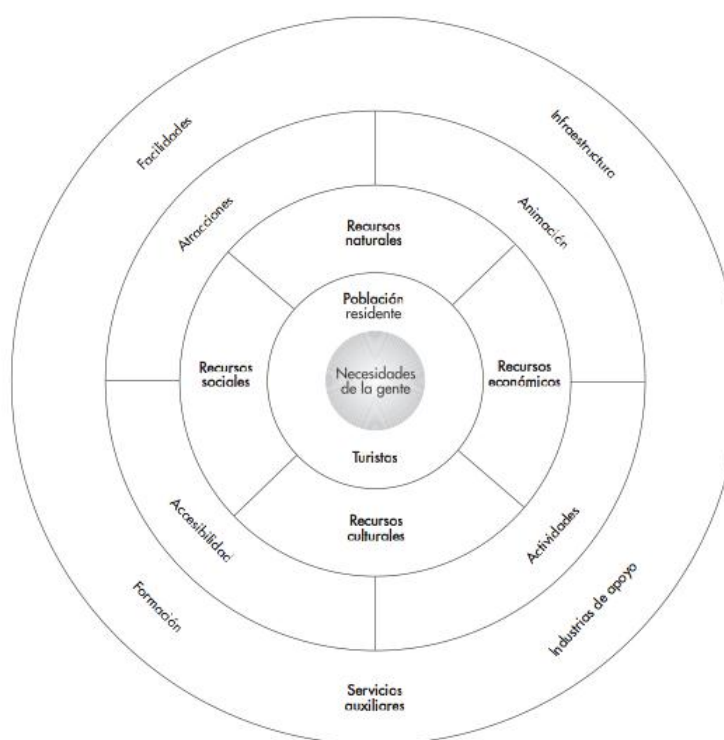 Facilidades
Infraestructura
Atracciones
Animación
Recursos
naturales
Población
residente
Recursos
sociales
Necesidades
de la gente
Recursos
económicos
Turistas
Recursos
culturales
Accesibilidad
Actividades
Formación
Industrias de apoyo
Servicios
auxiliares